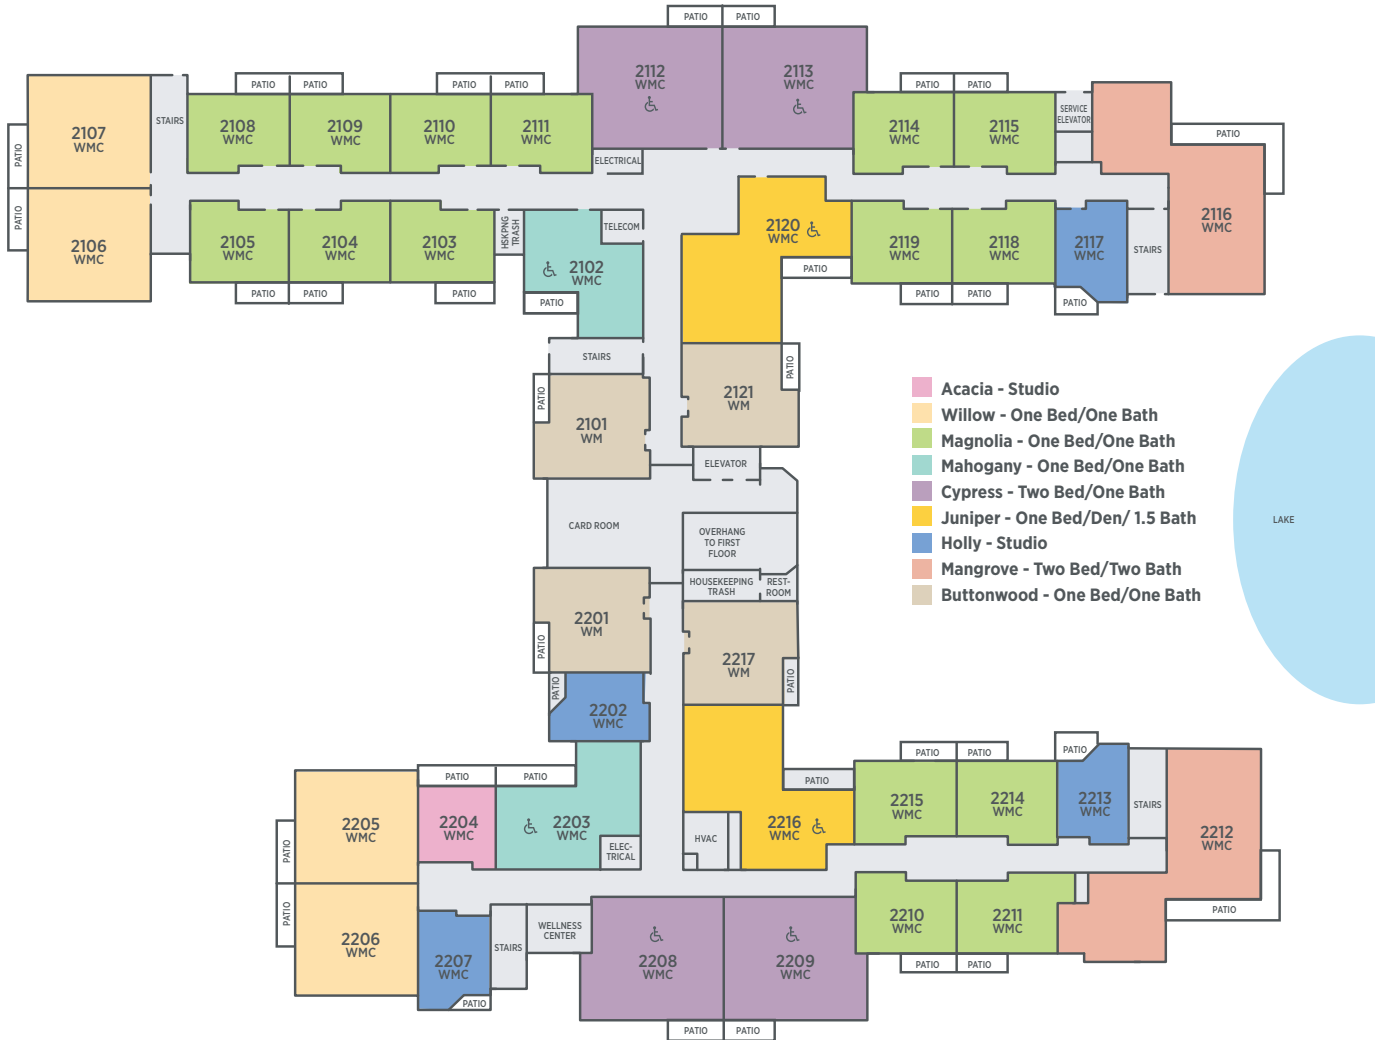 PATIO PATIO
2112
WMC
2113
WMC
PATIO PATIO
PATIO PATIO
PATIO PATIO
2107
WMC
PATIO
STAIRS
2108
WMC
2109
WMC
2110
WMC
2111
WMC
ELECTRICAL
2114
WMC
2115
WMC
SERVICE
ELEVATOR
PATIO
2116
WMC
PATIO
2106
WMC
2105
WMC
2104
WMC
2103
WMC
HSKPNG
TRASH
TELECOM
2102
WMC
PATIO
PATIO PATIO
PATIO
2120
WMC
PATIO
2119
WMC
2118
WMC
2117
WMC
STAIRS
PATIO PATIO
PATIO
STAIRS
PATIO
2101
WM
2121
WM
PATIO
ELEVATOR
CARD ROOM
OVERHANG
TO FIRST
FLOOR
HOUSEKEEPING
TRASH
REST-
ROOM
Acacia - Studio
Willow - One Bed/One Bath
Magnolia - One Bed/One Bath
Mahogany - One Bed/One Bath
Cypress - Two Bed/One Bath
Juniper - One Bed/Den/ 1.5 Bath
Holly - Studio
Mangrove - Two Bed/Two Bath
Buttonwood - One Bed/One Bath
LAKE
2201
WM
PATIO
2217
WM
PATIO
PATIO
2202
WMC
PATIO PATIO
2205
WMC
PATIO
2204
WMC
2203
WMC
ELEC-
TRICAL
HVAC
2216
WMC
PATIO
PATIO PATIO
PATIO
2215
WMC
2214
WMC
2213
WMC
STAIRS
2212
WMC
PATIO
PATIO
2206
WMC
2207
WMC
PATIO
STAIRS
WELLNESS
CENTER
2208
WMC
2209
WMC
PATIO PATIO
2210
WMC
2211
WMC
PATIO PATIO